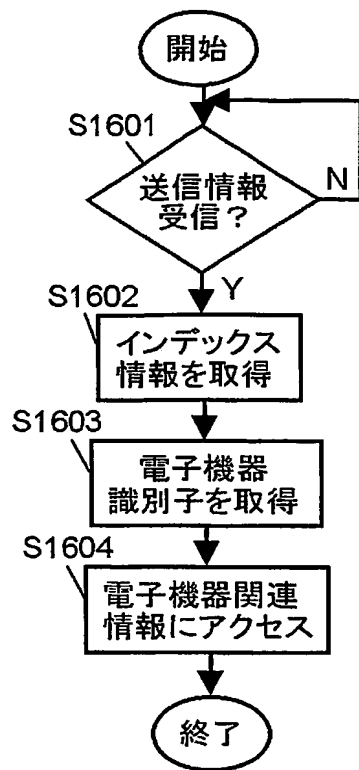 開始
S1601
送信情報
受信？
N
Y
S1602
インデックス
情報を取得
S1603
電子機器
識別子を取得
S1604
電子機器関連
情報にアクセス
終了